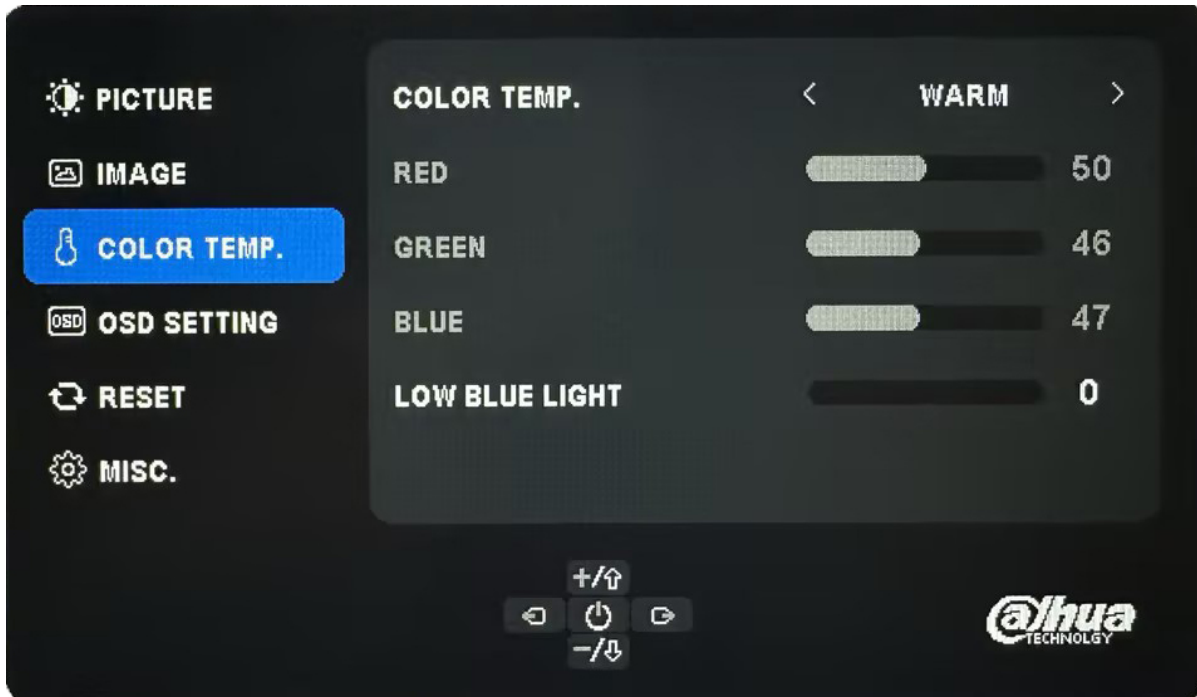 PICTURE
IMAGE
COLOR TEMP.
OSD OSD SETTING
RESET
MISC.
COLOR TEMP. < WARM >
RED 50
GREEN 46
BLUE 47
LOW BLUE LIGHT 0
+/⇧
−/⇩
alhua
TECHNOLGY